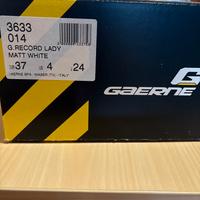 3633
014
G.RECORD LADY
MATT WHITE
37 4 24
G
GAERNE